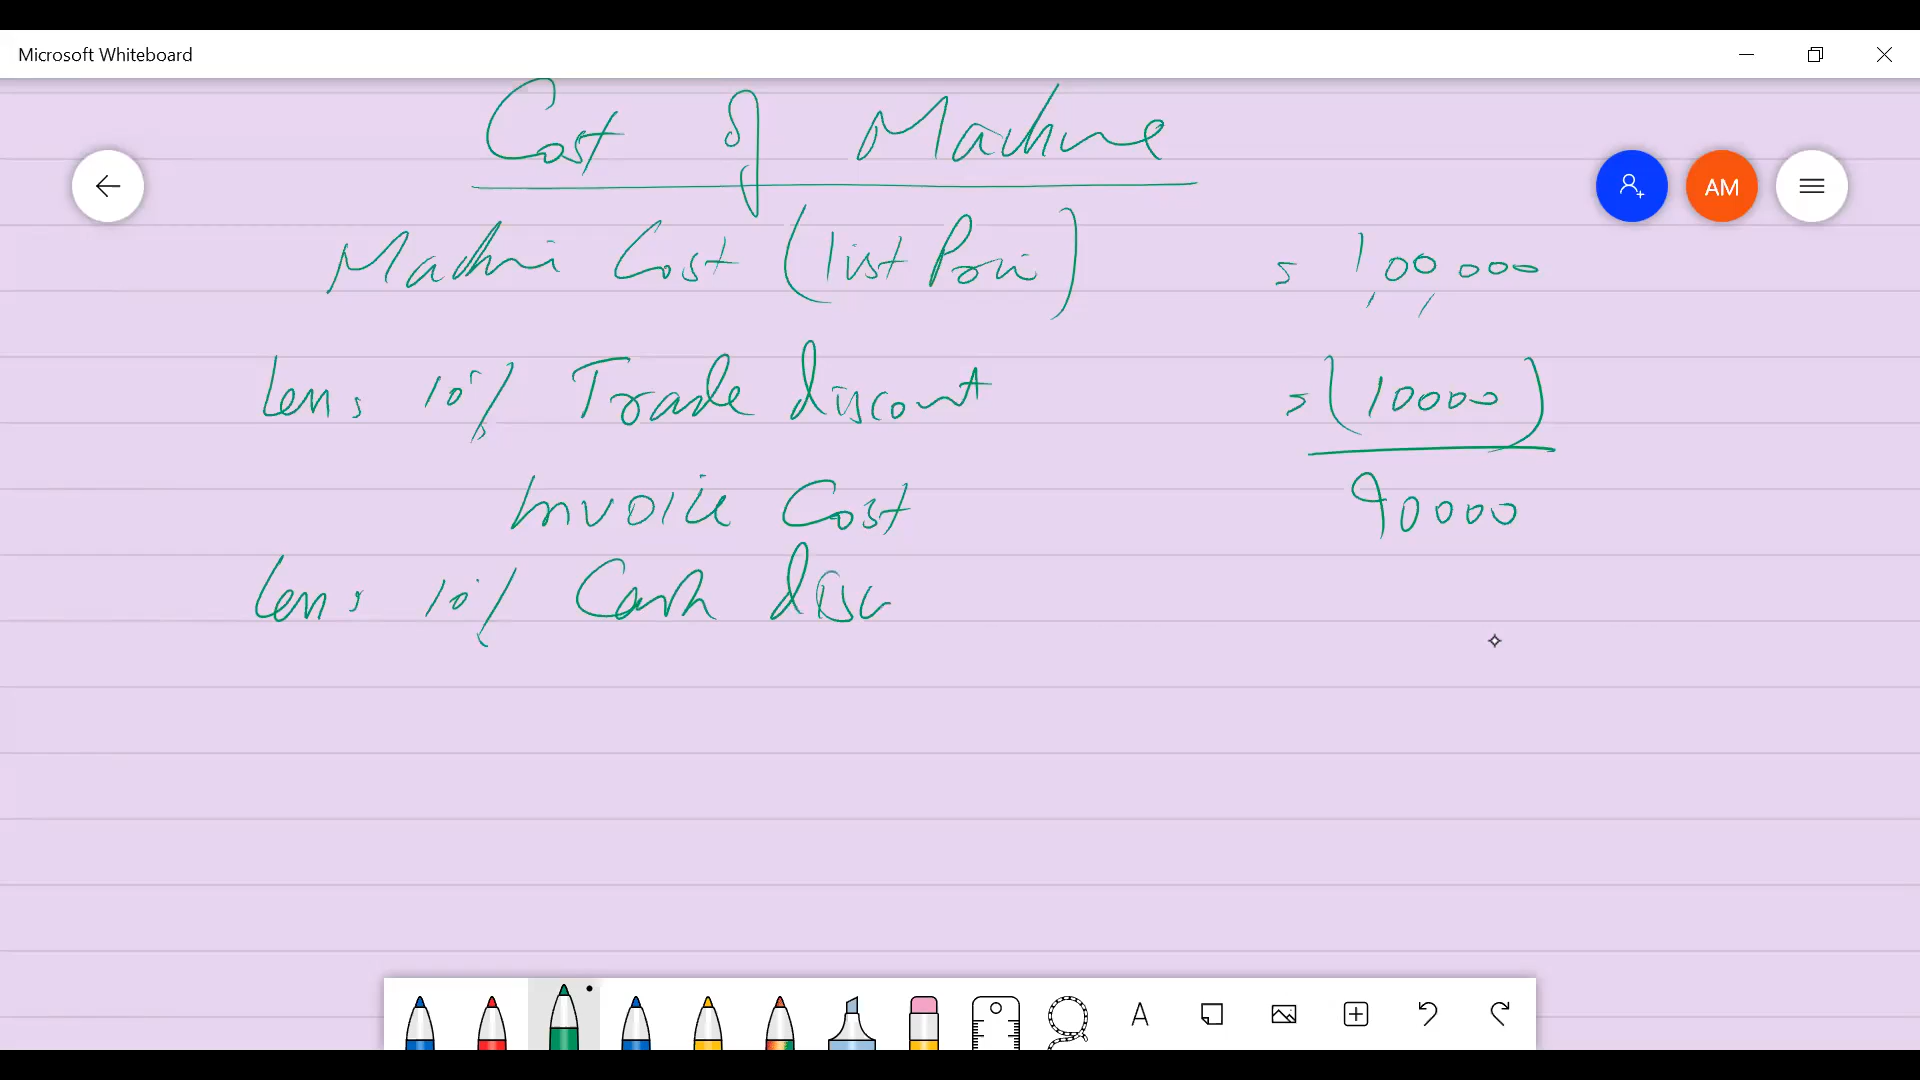 Microsoft Whiteboard
Cost of Machine
AM
Machine Cost (list Price) = 1,00,000
Less: 10% Trade discount = (10000)
Invoice Cost 90000
Less: 10% Cash disc
A